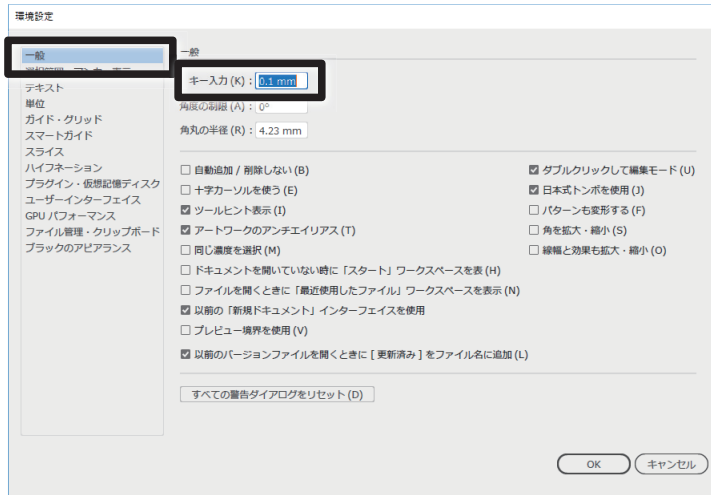 環境設定
一般
テキスト
単位
ガイド・グリッド
スマートガイド
スライス
ハイフネーション
プラグイン・仮想記憶ディスク
ユーザーインターフェイス
GPU パフォーマンス
ファイル管理・クリップボード
ブラックのアピアランス
一般
キー入力 (K) : 0.1 mm
角度の制限 (A) : 0°
角丸の半径 (R) : 4.23 mm
自動追加 / 削除しない (B)
十字カーソルを使う (E)
ツールヒント表示 (I)
アートワークのアンチエイリアス (T)
同じ濃度を選択 (M)
ドキュメントを開いていない時に「スタート」ワークスペースを表 (H)
ファイルを開くときに「最近使用したファイル」ワークスペースを表示 (N)
以前の「新規ドキュメント」インターフェイスを使用
プレビュー境界を使用 (V)
以前のバージョンファイルを開くときに [ 更新済み ] をファイル名に追加 (L)
ダブルクリックして編集モード (U)
日本式トンボを使用 (J)
パターンも変形する (F)
角を拡大・縮小 (S)
線幅と効果も拡大・縮小 (O)
すべての警告ダイアログをリセット (D)
OK
キャンセル